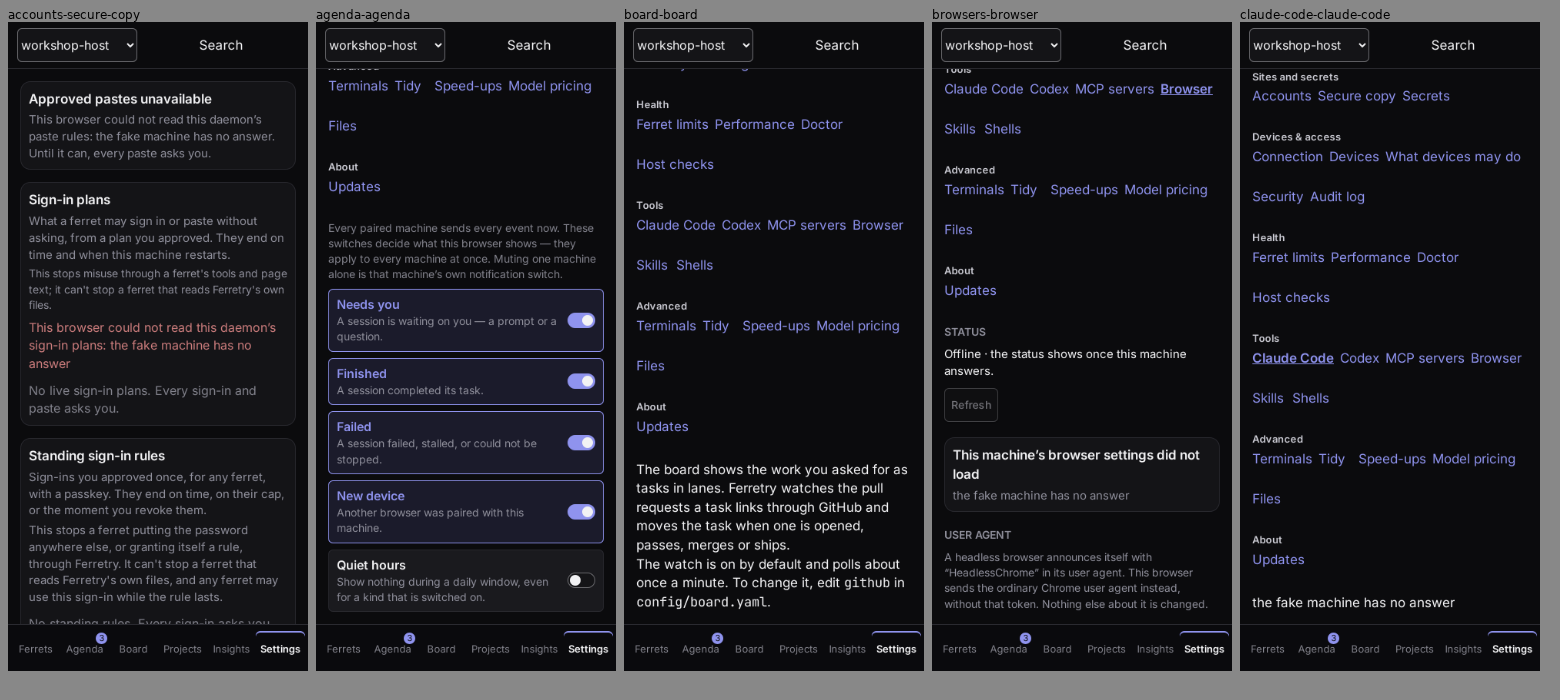 accounts-secure-copy
workshop-host
Search
Approved pastes unavailable
This browser could not read this daemon’s
paste rules: the fake machine has no answer.
Until it can, every paste asks you.
Sign-in plans
What a ferret may sign in or paste without
asking, from a plan you approved. They end on
time and when this machine restarts.
This stops misuse through a ferret's tools and page
text; it can't stop a ferret that reads Ferretry's own
files.
This browser could not read this daemon’s
sign-in plans: the fake machine has no
answer
No live sign-in plans. Every sign-in and
paste asks you.
Standing sign-in rules
Sign-ins you approved once, for any ferret,
with a passkey. They end on time, on their cap,
or the moment you revoke them.
This stops a ferret putting the password
anywhere else, or granting itself a rule,
through Ferretry. It can't stop a ferret that
reads Ferretry's own files, and any ferret may
use this sign-in while the rule lasts.
No standing rules. Every sign-in asks you
Ferrets Agenda 3 Board Projects Insights Settings
agenda-agenda
workshop-host
Search
Advanced
Terminals Tidy Speed-ups Model pricing
Files
About
Updates
Every paired machine sends every event now. These
switches decide what this browser shows — they
apply to every machine at once. Muting one machine
alone is that machine’s own notification switch.
Needs you
A session is waiting on you — a prompt or a
question.
Finished
A session completed its task.
Failed
A session failed, stalled, or could not be
stopped.
New device
Another browser was paired with this
machine.
Quiet hours
Show nothing during a daily window, even
for a kind that is switched on.
Ferrets Agenda 3 Board Projects Insights Settings
board-board
workshop-host
Search
Health
Ferret limits Performance Doctor
Host checks
Tools
Claude Code Codex MCP servers Browser
Skills Shells
Advanced
Terminals Tidy Speed-ups Model pricing
Files
About
Updates
The board shows the work you asked for as
tasks in lanes. Ferretry watches the pull
requests a task links through GitHub and
moves the task when one is opened,
passes, merges or ships.
The watch is on by default and polls about
once a minute. To change it, edit github in
config/board.yaml.
Ferrets Agenda 3 Board Projects Insights Settings
browsers-browser
workshop-host
Search
Tools
Claude Code Codex MCP servers Browser
Skills Shells
Advanced
Terminals Tidy Speed-ups Model pricing
Files
About
Updates
STATUS
Offline · the status shows once this machine
answers.
Refresh
This machine’s browser settings did not
load
the fake machine has no answer
USER AGENT
A headless browser announces itself with
“HeadlessChrome” in its user agent. This browser
sends the ordinary Chrome user agent instead,
without that token. Nothing else about it is changed.
Ferrets Agenda 3 Board Projects Insights Settings
claude-code-claude-code
workshop-host
Search
Sites and secrets
Accounts Secure copy Secrets
Devices & access
Connection Devices What devices may do
Security Audit log
Health
Ferret limits Performance Doctor
Host checks
Tools
Claude Code Codex MCP servers Browser
Skills Shells
Advanced
Terminals Tidy Speed-ups Model pricing
Files
About
Updates
the fake machine has no answer
Ferrets Agenda 3 Board Projects Insights Settings